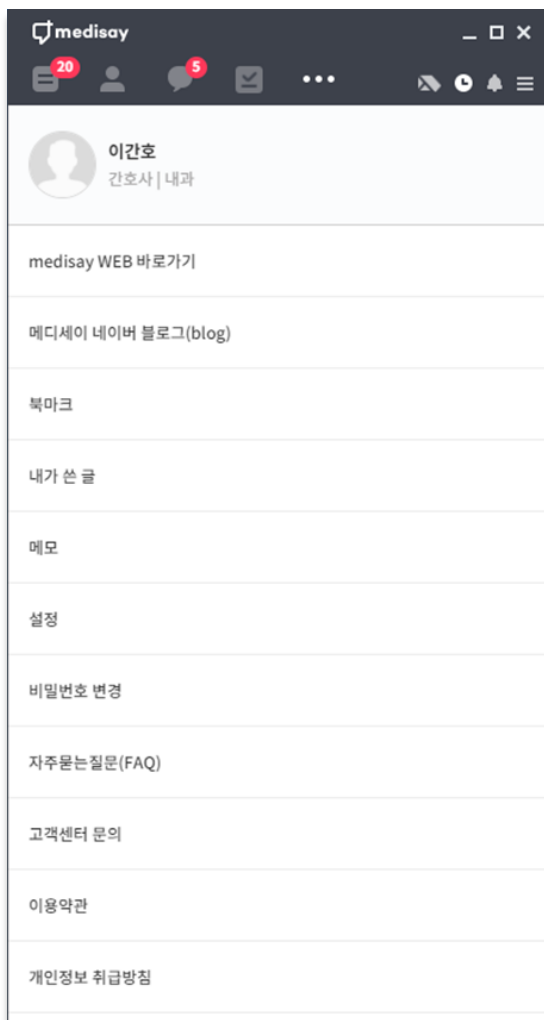 medisay
20
5
이간호
간호사 | 내과
medisay WEB 바로가기
메디세이 네이버 블로그(blog)
북마크
내가 쓴 글
메모
설정
비밀번호 변경
자주묻는질문(FAQ)
고객센터 문의
이용약관
개인정보 취급방침